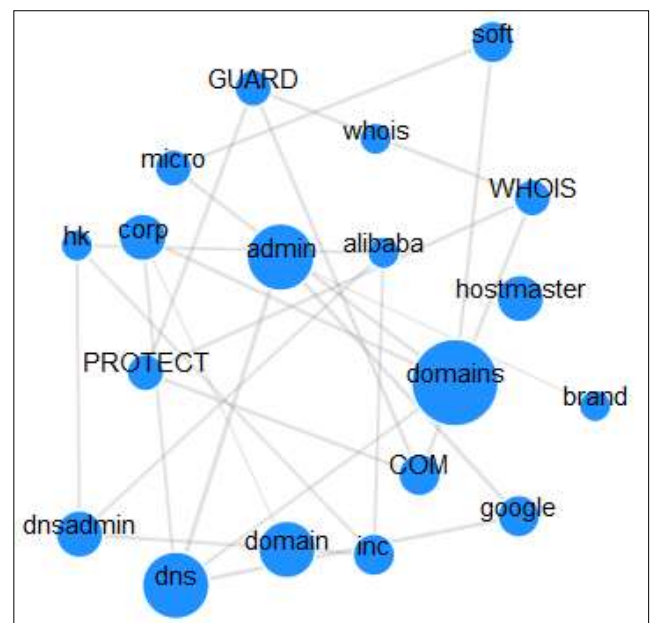 soft
GUARD
whois
micro
WHOIS
hk
corp
admin
alibaba
hostmaster
PROTECT
domains
brand
COM
google
dnsadmin
domain
inc
dns